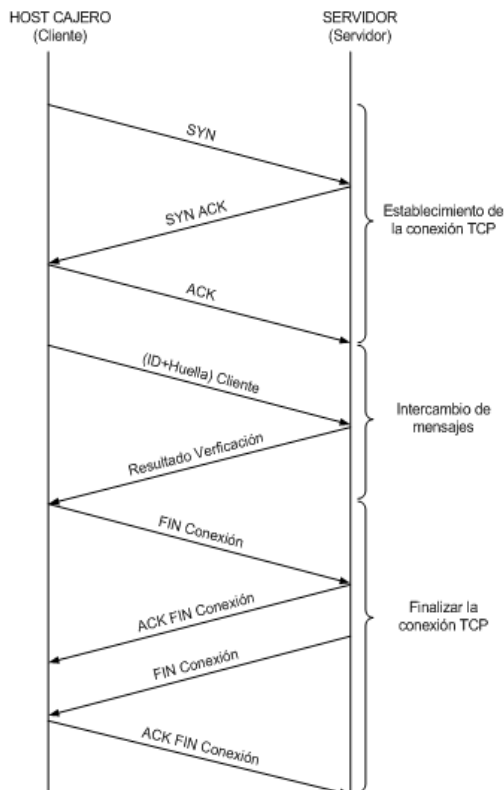 HOST CAJERO
(Cliente)
SERVIDOR
(Servidor)
SYN
SYN ACK
ACK
Establecimiento de
la conexión TCP
(ID+Huella) Cliente
Resultado Verficación
Intercambio de
mensajes
FIN Conexión
ACK FIN Conexión
FIN Conexión
ACK FIN Conexión
Finalizar la
conexión TCP